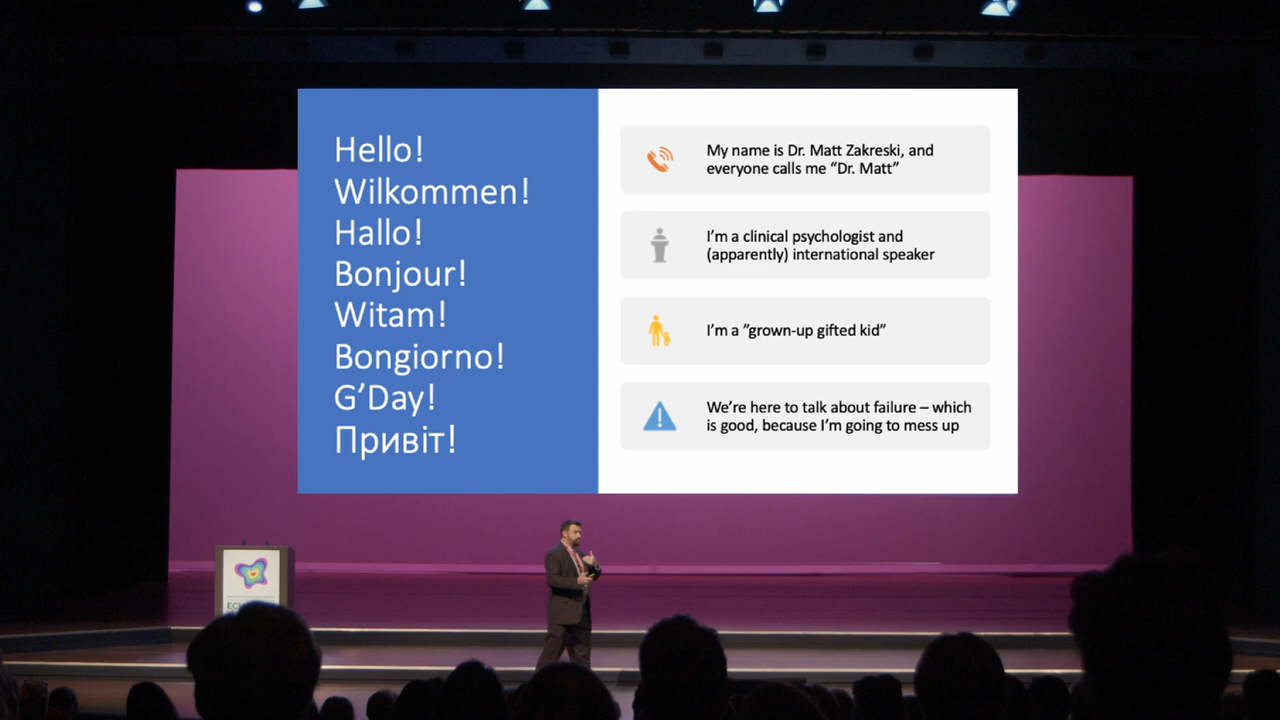 Hello!
Wilkommen!
Hallo!
Bonjour!
Witam!
Bongiorno!
G’Day!
Привіт!
My name is Dr. Matt Zakreski, and
everyone calls me “Dr. Matt”
I’m a clinical psychologist and
(apparently) international speaker
I’m a ”grown-up gifted kid”
We’re here to talk about failure – which
is good, because I’m going to mess up